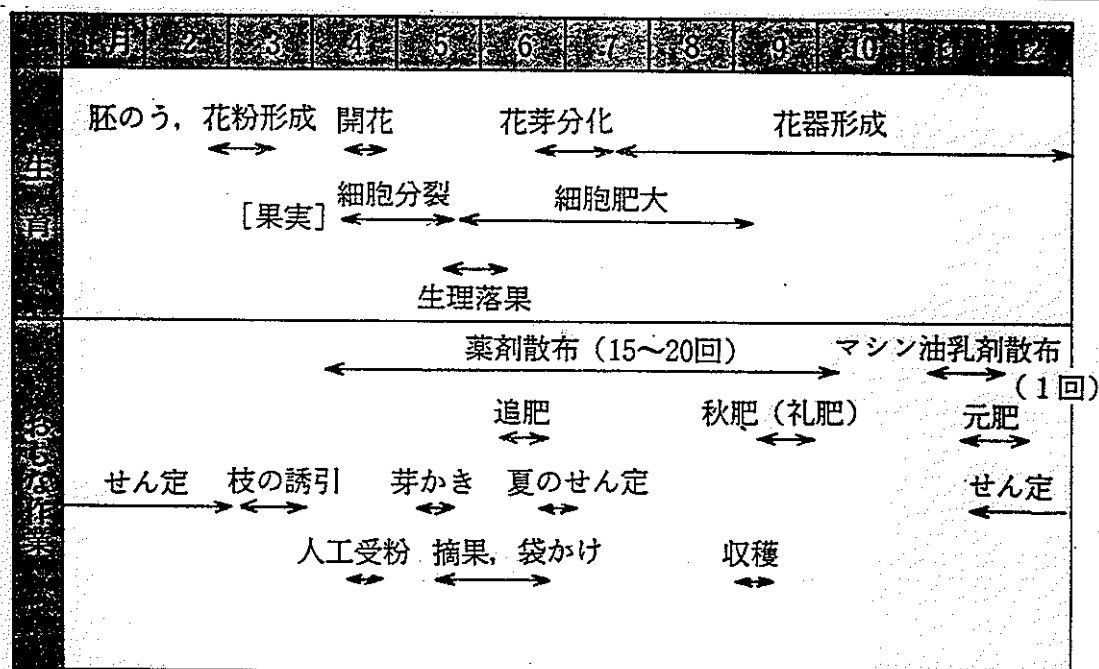 1月 2 3 4 5 6 7 8 9 10 11 12
生育
胚のう，花粉形成 開花 花芽分化 花器形成
[果実] 細胞分裂 細胞肥大
生理落果
おもな作業
薬剤散布（15〜20回） マシン油乳剤散布
（1回）
追肥 秋肥（礼肥） 元肥
せん定 枝の誘引 芽かき 夏のせん定 せん定
人工受粉 摘果，袋かけ 収穫